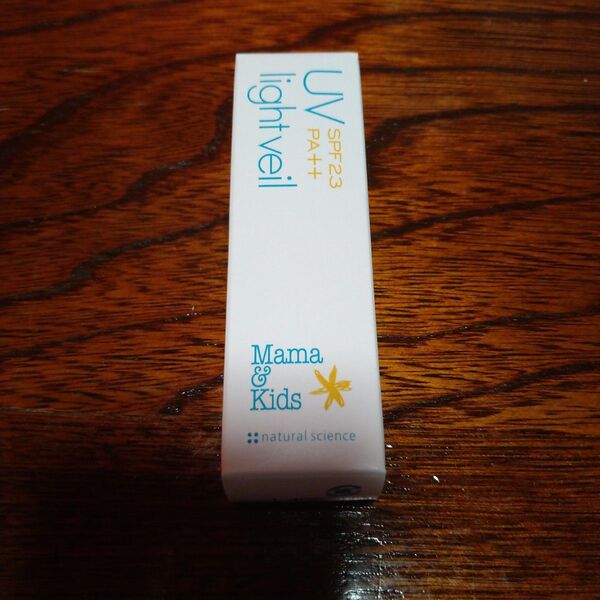 UV
SPF23
PA++
light veil
Mama
&
Kids
natural science